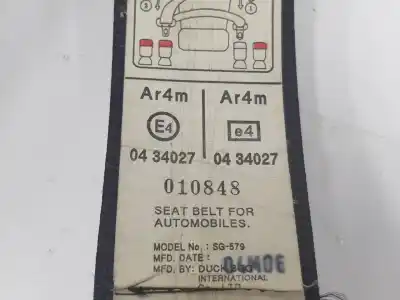 Ar4m Ar4m
E4 e4
04 34027 04 34027
010848
SEAT BELT FOR
AUTOMOBILES.
MODEL No. : SG-579
MFD. DATE :
MFD. BY: DUCK
INTERNATIONAL